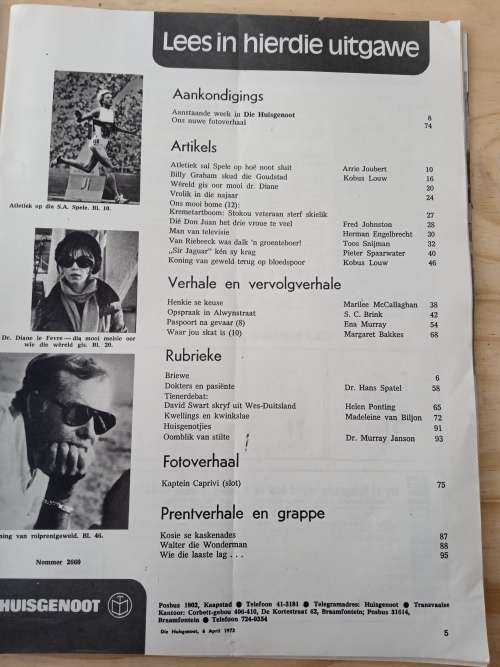 Lees in hierdie uitgawe
Aankondigings
Aanstaande week in Die Huisgenoot 8
Ons nuwe fotoverhaal 74
Artikels
Atletiek sal Spele op hoë noot sluit Arrie Joubert 10
Billy Graham skud die Goudstad Kobus Louw 16
Wêreld gis oor mooi dr. Diane 20
Vrolik in die najaar 24
Ons mooi bome (12):
Kremetartboom: Stokou veteraan sterf skielik 27
Dié Don Joan het drie vroue te veel Fred Johnston 28
Man van televisie Herman Engelbrecht 30
Van Riebeeck was dalk 'n groenteboer! Toos Snijman 32
„Sir Jaguar" kén sy krag Pieter Spaarwater 40
Koning van geweld terug op bloedspoor Kobus Louw 46
Verhale en vervolgverhale
Henkie se keuse Marilee McCallaghan 38
Opspraak in Alwynstraat S. C. Brink 42
Paspoort na gevaar (8) Ena Murray 54
Waar jou skat is (10) Margaret Bakkes 68
Rubrieke
Briewe 6
Dokters en pasiënte Dr. Hans Spatel 58
Tienerdebat:
David Swart skryf uit Wes-Duitsland Helen Ponting 65
Kwellings en kwinkslae Madeleine van Biljon 72
Huisgenotjies 91
Oomblik van stilte Dr. Murray Janson 93
Fotoverhaal
Kaptein Caprivi (slot) 75
Prentverhale en grappe
Kosie se kaskenades 87
Walter die Wonderman 88
Wie die laaste lag . . . 95
Atletiek op die S.A. Spele. Bl. 10.
Dr. Diane le Fevre — die mooi meisie oor
wie die wêreld gis. Bl. 20.
ning van rolprentgeweld. Bl. 46.
Nommer 2660
HUISGENOOT
Posbus 1802, Kaapstad ● Telefoon 41-3181 ● Telegramadres: Huisgenoot ● Transvaalse
Kantoor: Corbett-gebou 406-410, De Kortestraat 62, Braamfontein; Posbus 31614,
Braamfontein ● Telefoon 724-0354
Die Huisgenoot, 6 April 1973
5